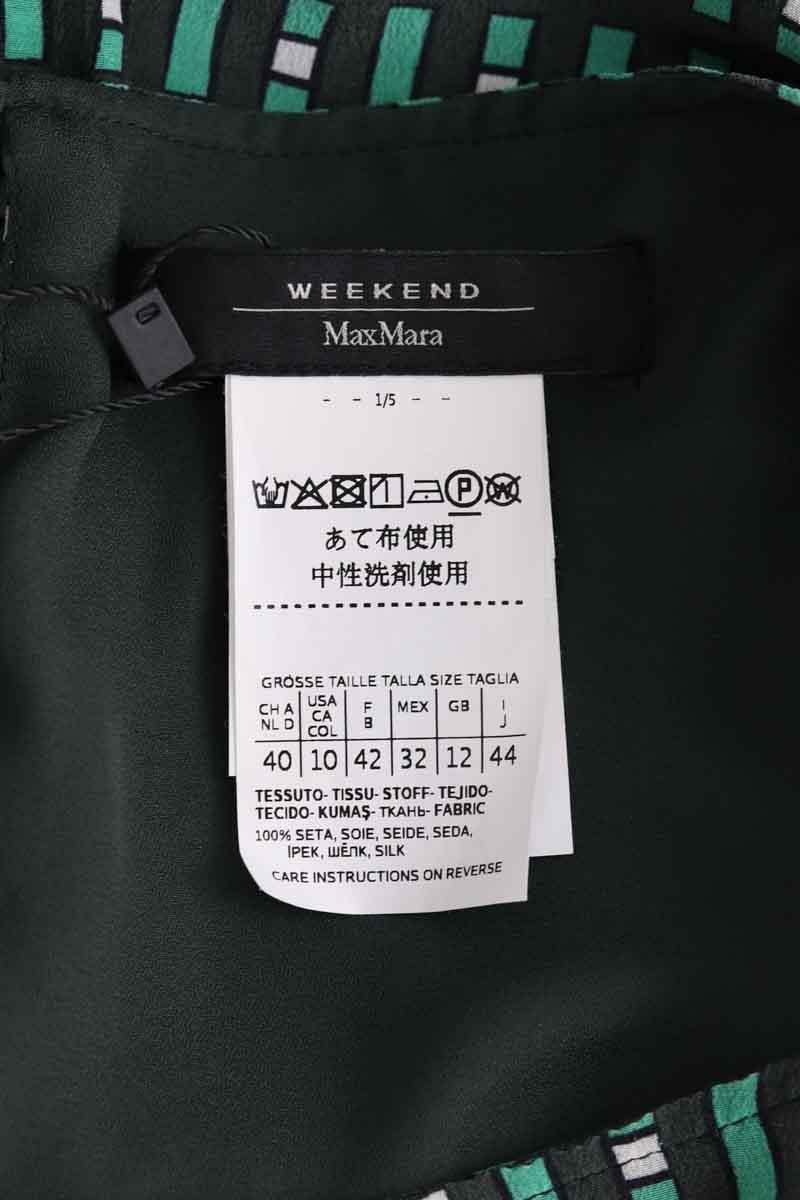 WEEKEND
MaxMara
- - 1/5 - -
P W
あて布使用
中性洗剤使用
GRÖSSE TAILLE TALLA SIZE TAGLIA
CH A NL D USA CA COL F B MEX GB I J
40 10 42 32 12 44
TESSUTO- TISSU- STOFF- TEJIDO-
TECIDO- KUMAŞ- ТКАНЬ- FABRIC
100% SETA, SOIE, SEIDE, SEDA,
İPEK, ШЁЛК, SILK
CARE INSTRUCTIONS ON REVERSE